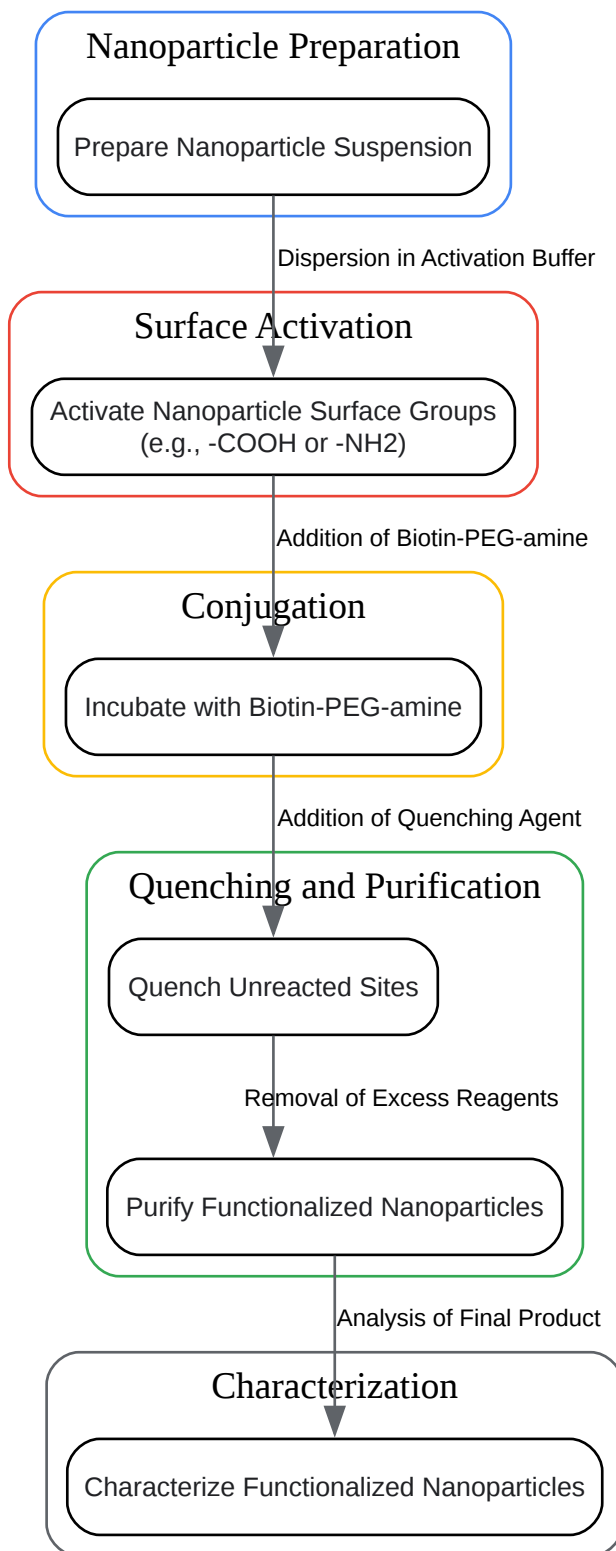 Nanoparticle Preparation
Prepare Nanoparticle Suspension
Dispersion in Activation Buffer
Surface Activation
Activate Nanoparticle Surface Groups
(e.g., -COOH or -NH2)
Addition of Biotin-PEG-amine
Conjugation
Incubate with Biotin-PEG-amine
Addition of Quenching Agent
Quenching and Purification
Quench Unreacted Sites
Removal of Excess Reagents
Purify Functionalized Nanoparticles
Analysis of Final Product
Characterization
Characterize Functionalized Nanoparticles